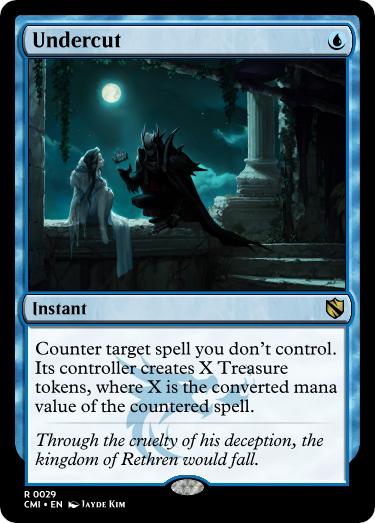 Undercut
Instant
Counter target spell you don't control.
Its controller creates X Treasure
tokens, where X is the converted mana
value of the countered spell.
Through the cruelty of his deception, the
kingdom of Rethren would fall.
R 0029
CMI • EN Jayde Kim